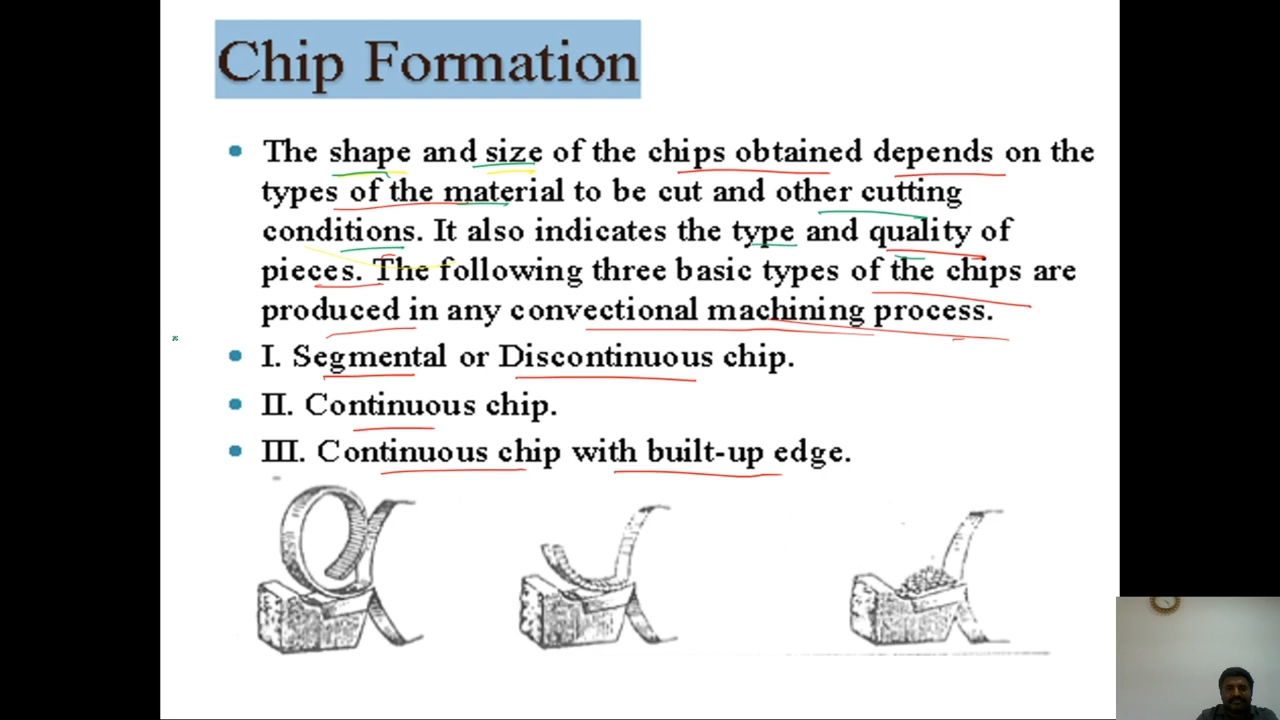 Chip Formation
• The shape and size of the chips obtained depends on the
types of the material to be cut and other cutting
conditions. It also indicates the type and quality of
pieces. The following three basic types of the chips are
produced in any convectional machining process.
• I. Segmental or Discontinuous chip.
• II. Continuous chip.
• III. Continuous chip with built-up edge.